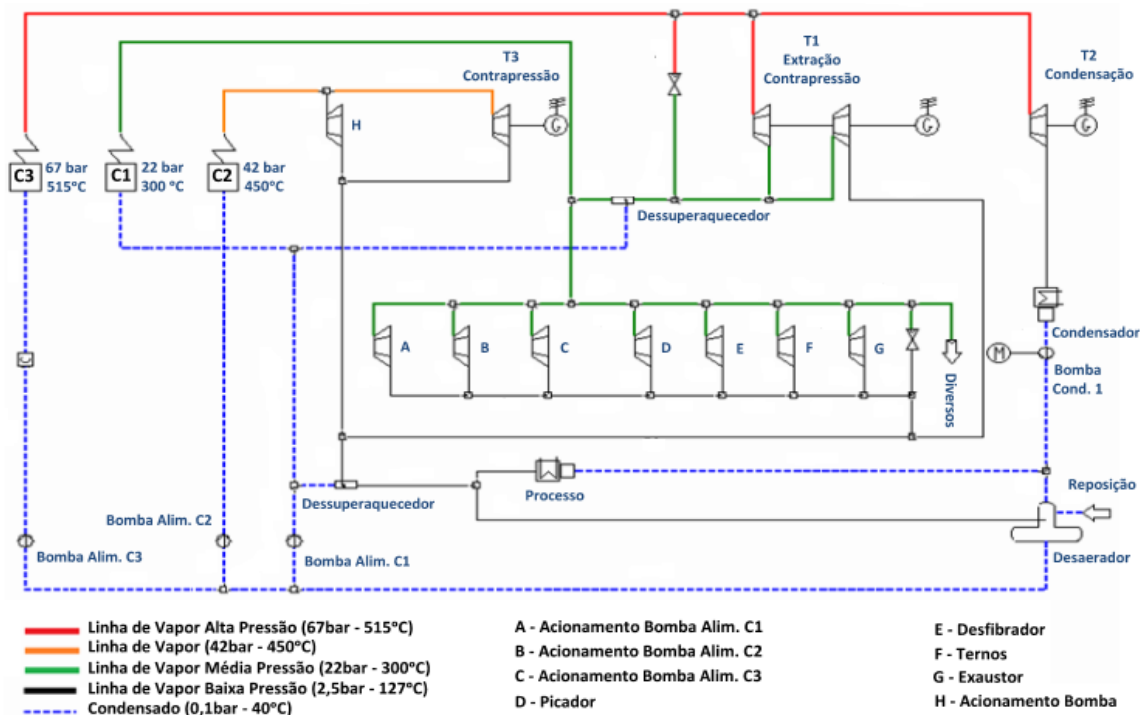 T3
Contrapressão
T1
Extração
Contrapressão
T2
Condensação
H
G
G
G
C3
67 bar
515°C
C1
22 bar
300 °C
C2
42 bar
450°C
Dessuperaquecedor
A
B
C
D
E
F
G
Diversos
Condensador
M
Bomba
Cond. 1
Processo
Dessuperaquecedor
Reposição
Bomba Alim. C2
Bomba Alim. C3
Bomba Alim. C1
Desaerador
Linha de Vapor Alta Pressão (67bar - 515°C)
Linha de Vapor (42bar - 450°C)
Linha de Vapor Média Pressão (22bar - 300°C)
Linha de Vapor Baixa Pressão (2,5bar - 127°C)
Condensado (0,1bar - 40°C)
A - Acionamento Bomba Alim. C1
B - Acionamento Bomba Alim. C2
C - Acionamento Bomba Alim. C3
D - Picador
E - Desfibrador
F - Ternos
G - Exaustor
H - Acionamento Bomba